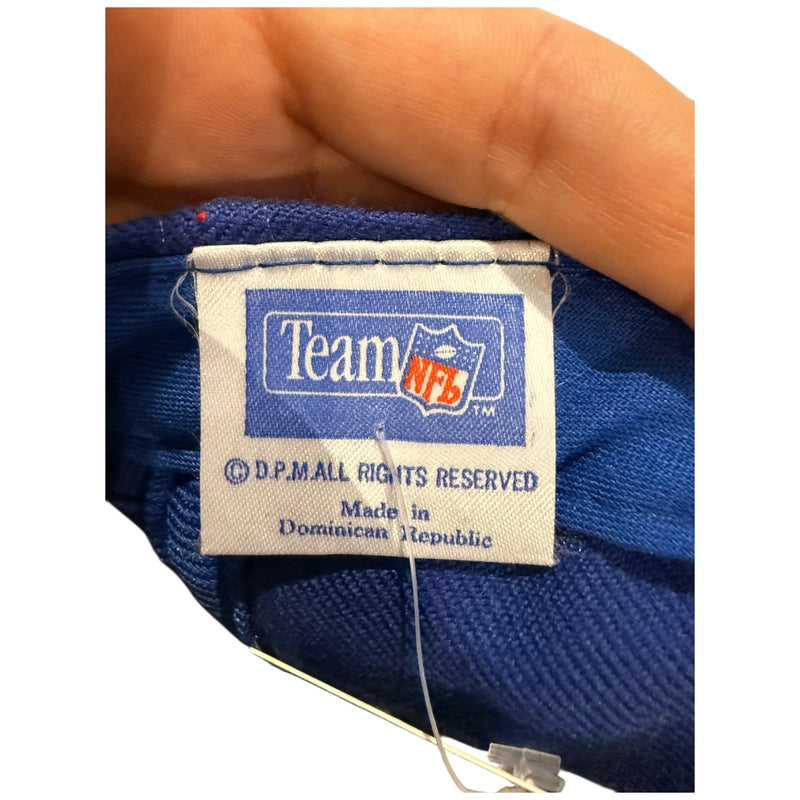 Team NFL TM
© D.P.M.ALL RIGHTS RESERVED
Made in
Dominican Republic